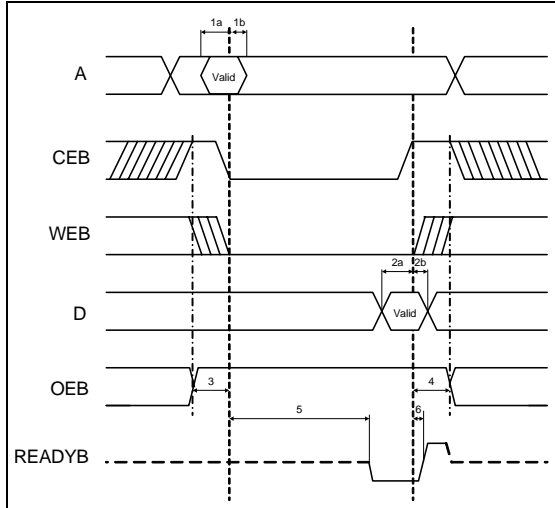 1a 1b
A
Valid
CEB
WEB
2a 2b
D
Valid
OEB
3
4
5
6
READYB